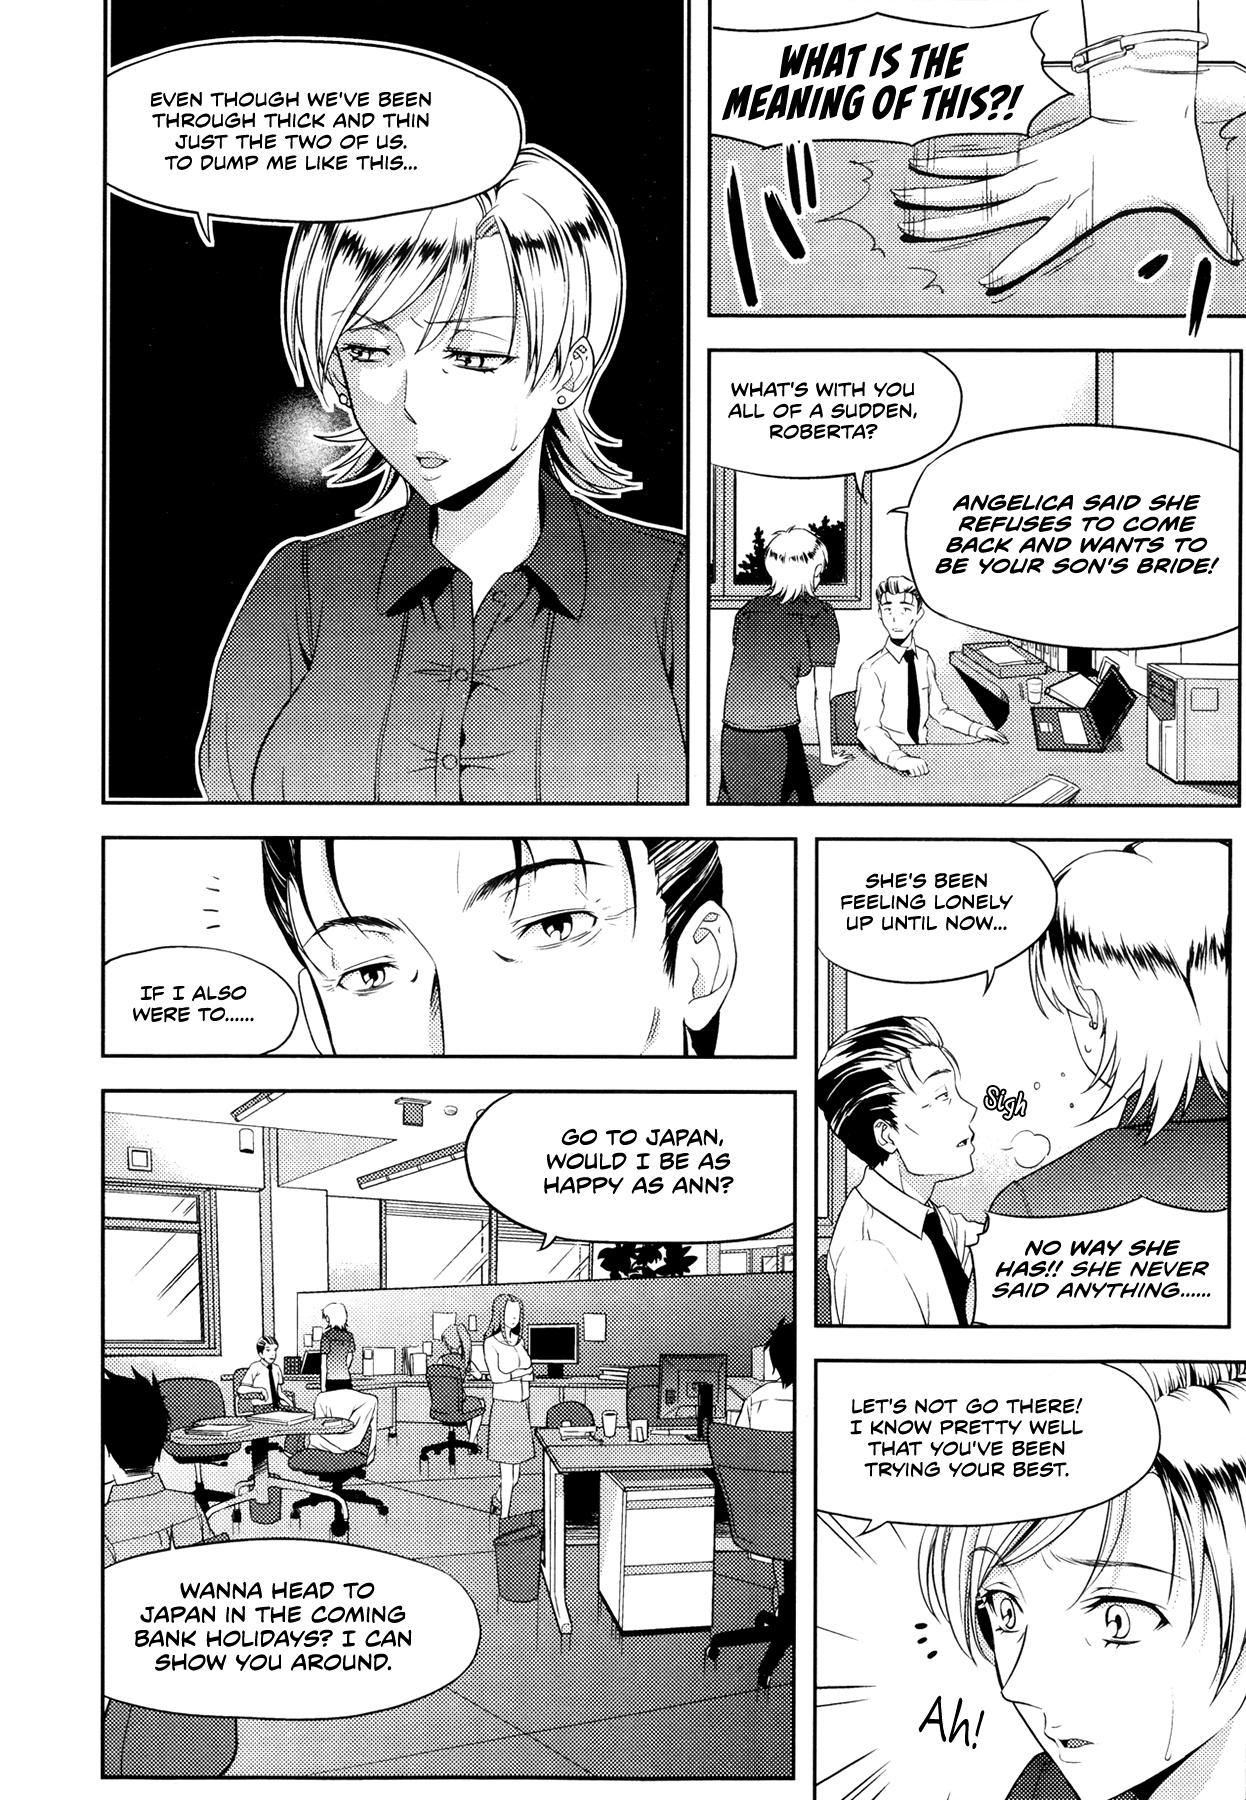 WHAT IS THE
MEANING OF THIS?!
WHAT'S WITH YOU
ALL OF A SUDDEN,
ROBERTA?
ANGELICA SAID SHE
REFUSES TO COME
BACK AND WANTS TO
BE YOUR SON'S BRIDE!
EVEN THOUGH WE'VE BEEN
THROUGH THICK AND THIN
JUST THE TWO OF US.
TO DUMP ME LIKE THIS...
SHE'S BEEN
FEELING LONELY
UP UNTIL NOW...
Sigh
NO WAY SHE
HAS!! SHE NEVER
SAID ANYTHING......
LET'S NOT GO THERE!
I KNOW PRETTY WELL
THAT YOU'VE BEEN
TRYING YOUR BEST.
Ah!
IF I ALSO
WERE TO......
GO TO JAPAN,
WOULD I BE AS
HAPPY AS ANN?
WANNA HEAD TO
JAPAN IN THE COMING
BANK HOLIDAYS? I CAN
SHOW YOU AROUND.